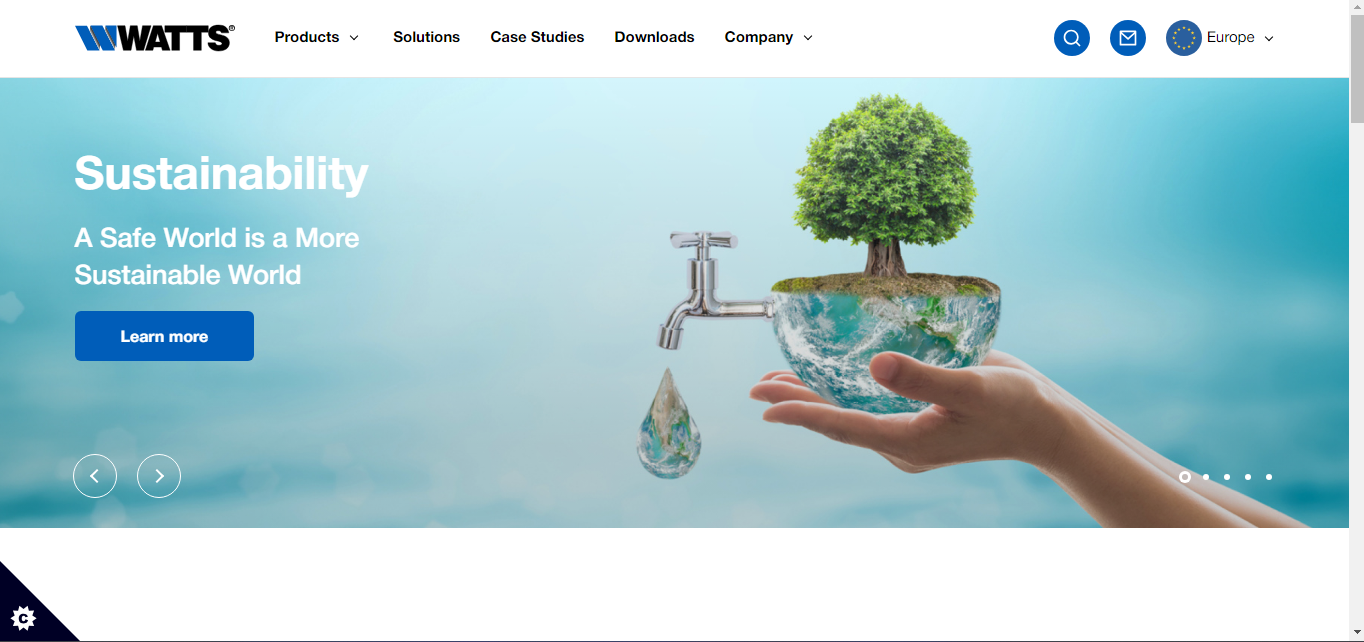 WATTS®
Products
Solutions
Case Studies
Downloads
Company
Europe
Sustainability
A Safe World is a More
Sustainable World
Learn more
C